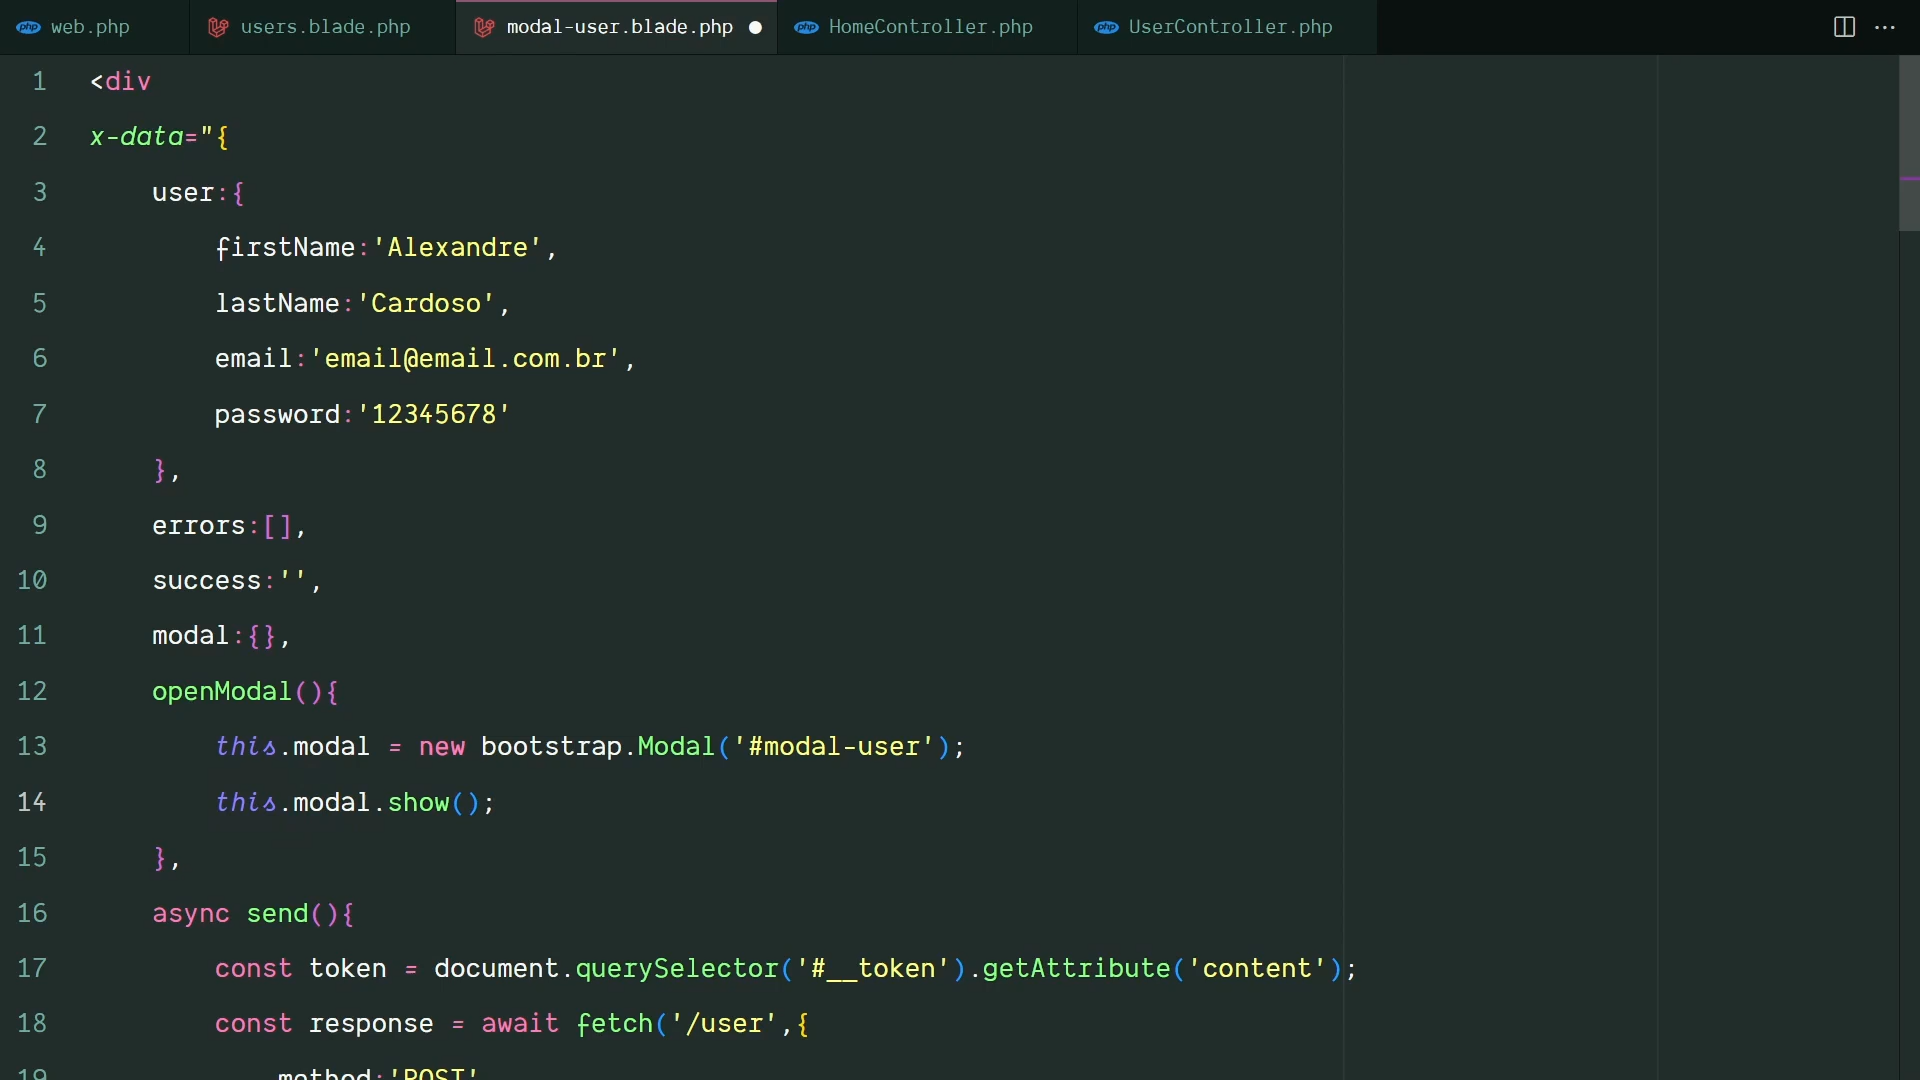 web.php users.blade.php modal-user.blade.php HomeController.php UserController.php
1 <div
2 x-data="{
3 user:{
4 firstName:'Alexandre',
5 lastName:'Cardoso',
6 email:'email@email.com.br',
7 password:'12345678'
8 },
9 errors:[],
10 success:'',
11 modal:{},
12 openModal(){
13 this.modal = new bootstrap.Modal('#modal-user');
14 this.modal.show();
15 },
16 async send(){
17 const token = document.querySelector('#__token').getAttribute('content');
18 const response = await fetch('/user',{
19 method:'POST'